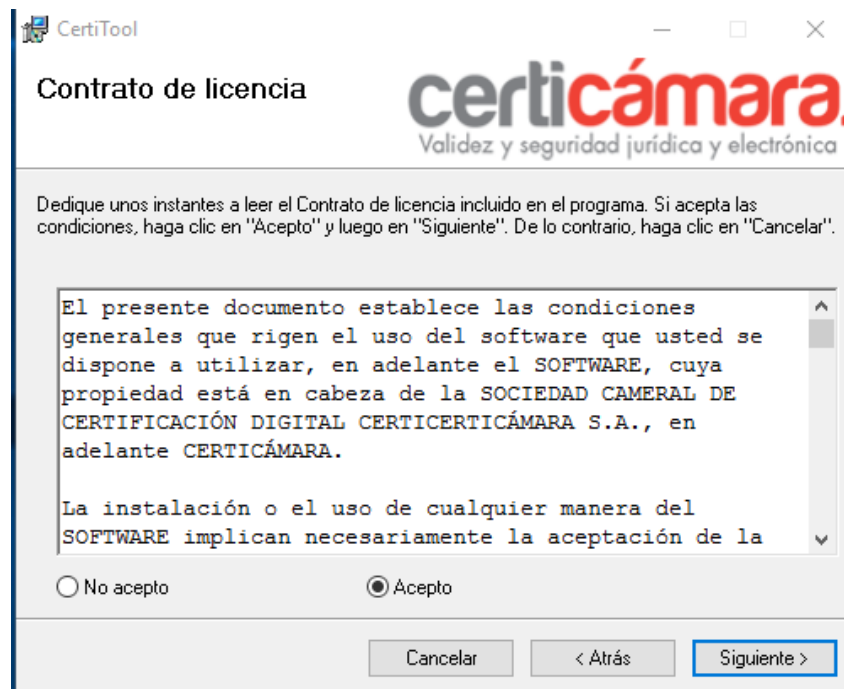 CertiTool
Contrato de licencia
certicámara.
Validez y seguridad jurídica y electrónica
Dedique unos instantes a leer el Contrato de licencia incluido en el programa. Si acepta las
condiciones, haga clic en "Acepto" y luego en "Siguiente". De lo contrario, haga clic en "Cancelar".
El presente documento establece las condiciones
generales que rigen el uso del software que usted se
dispone a utilizar, en adelante el SOFTWARE, cuya
propiedad está en cabeza de la SOCIEDAD CAMERAL DE
CERTIFICACIÓN DIGITAL CERTICERTICÁMARA S.A., en
adelante CERTICÁMARA.
La instalación o el uso de cualquier manera del
SOFTWARE implican necesariamente la aceptación de la
No acepto Acepto
Cancelar < Atrás Siguiente >